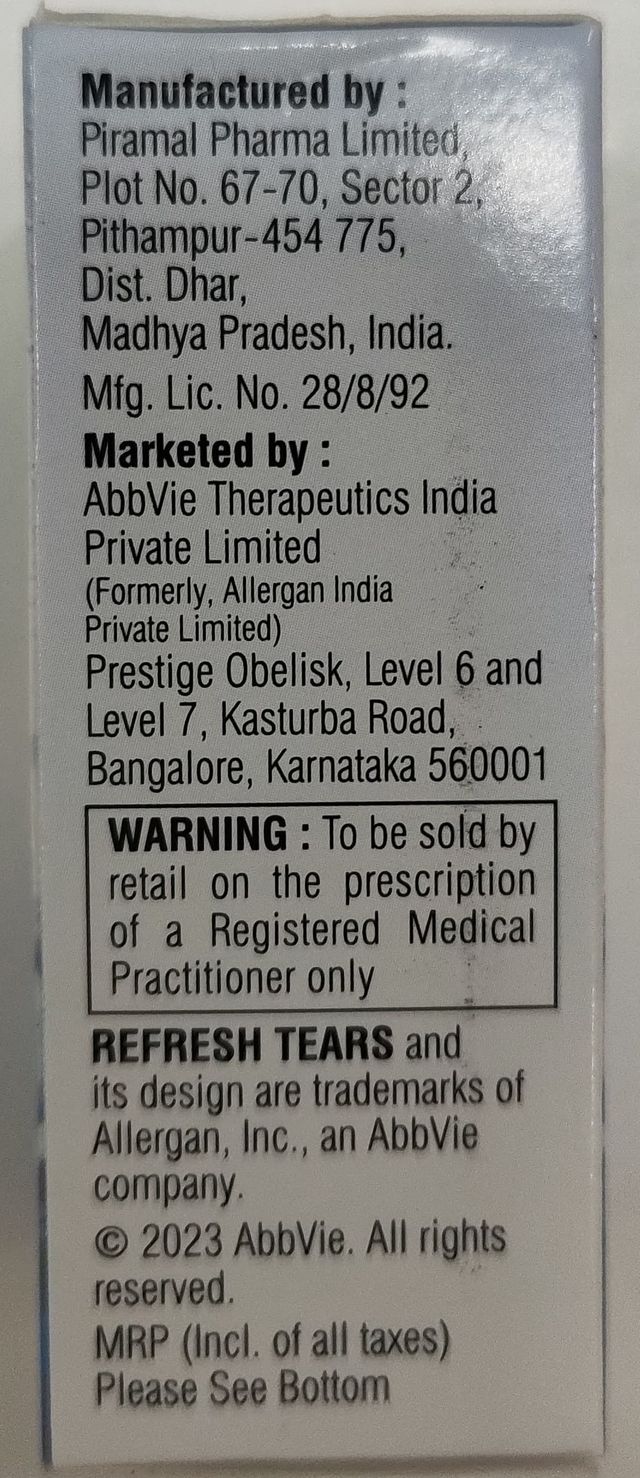 Manufactured by :
Piramal Pharma Limited,
Plot No. 67-70, Sector 2,
Pithampur-454 775,
Dist. Dhar,
Madhya Pradesh, India.
Mfg. Lic. No. 28/8/92
Marketed by :
AbbVie Therapeutics India
Private Limited
(Formerly, Allergan India
Private Limited)
Prestige Obelisk, Level 6 and
Level 7, Kasturba Road,
Bangalore, Karnataka 560001
WARNING : To be sold by
retail on the prescription
of a Registered Medical
Practitioner only
REFRESH TEARS and
its design are trademarks of
Allergan, Inc., an AbbVie
company.
© 2023 AbbVie. All rights
reserved.
MRP (Incl. of all taxes)
Please See Bottom